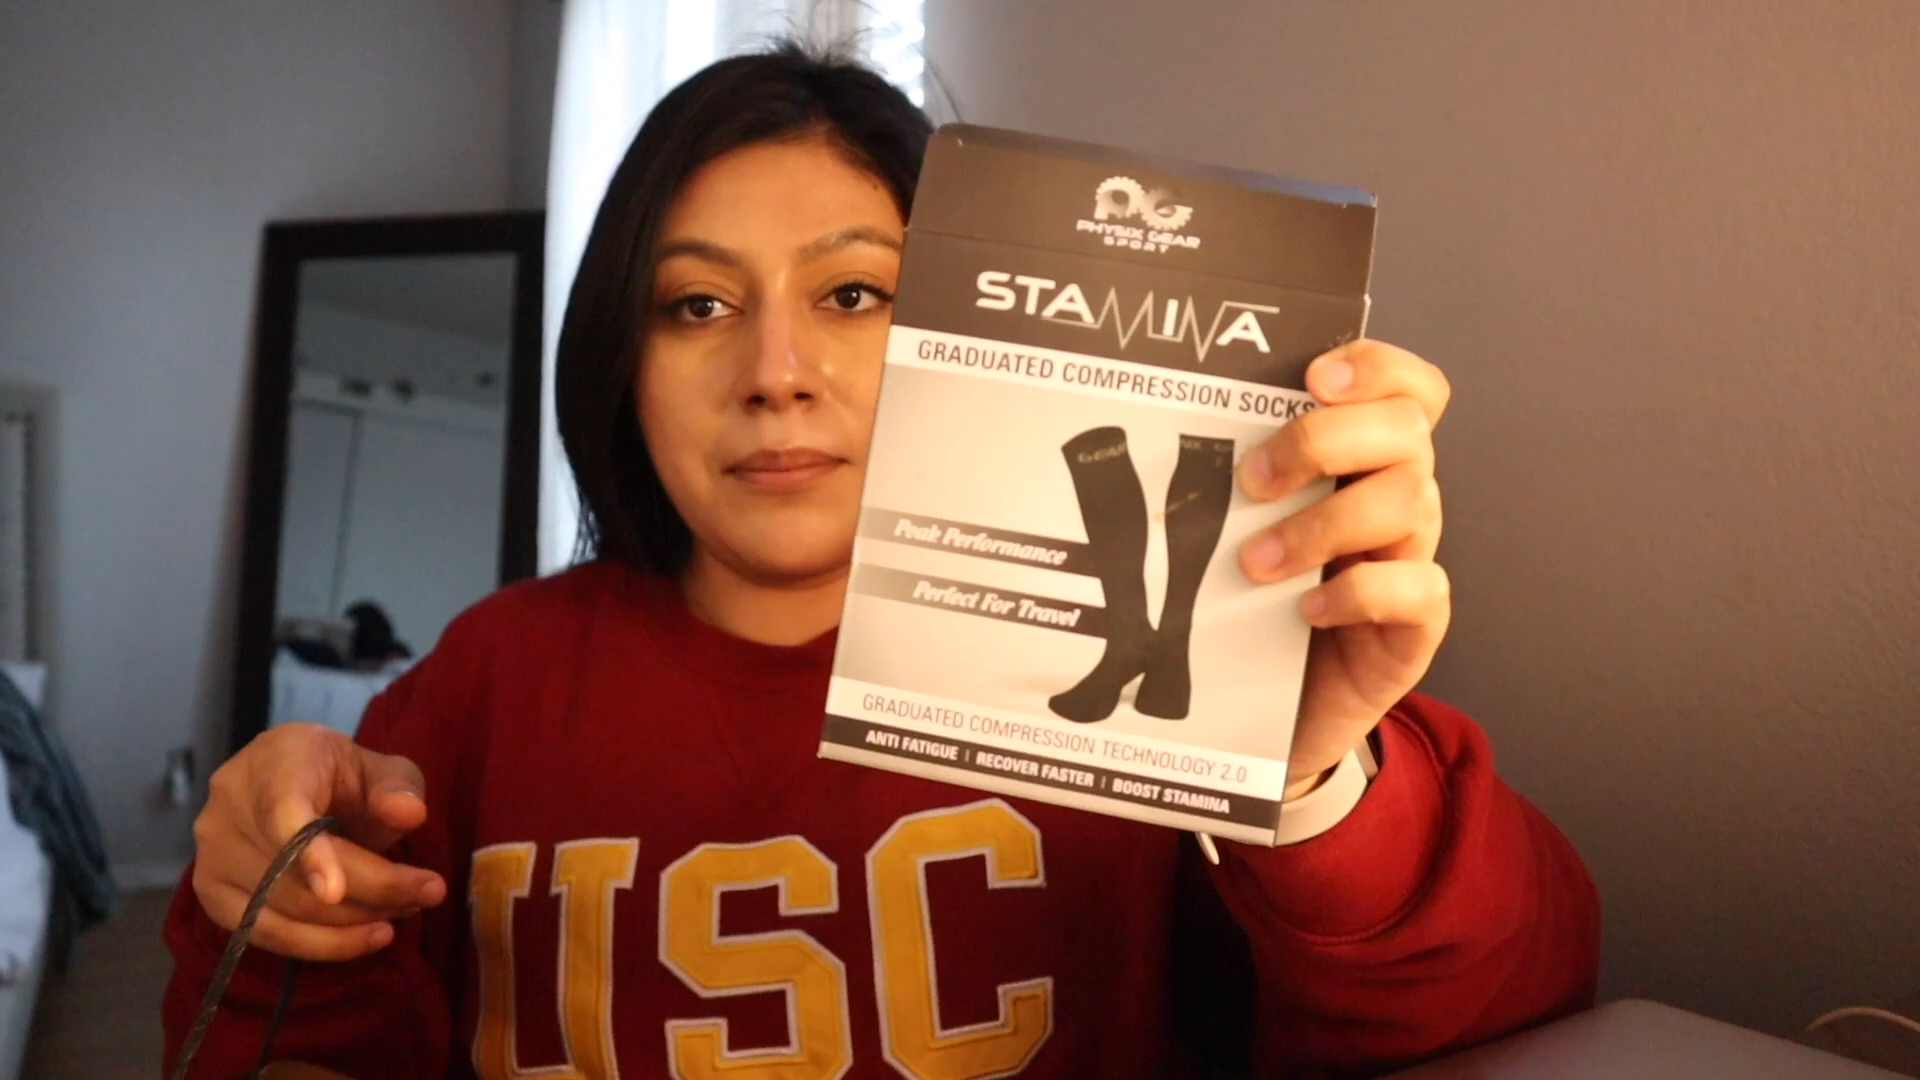 PHYSIX GEAR
SPORT
STAMINA
GRADUATED COMPRESSION SOCKS
GEAR
Peak Performance
Perfect For Travel
GRADUATED COMPRESSION TECHNOLOGY 2.0
ANTI FATIGUE | RECOVER FASTER | BOOST STAMINA
USC